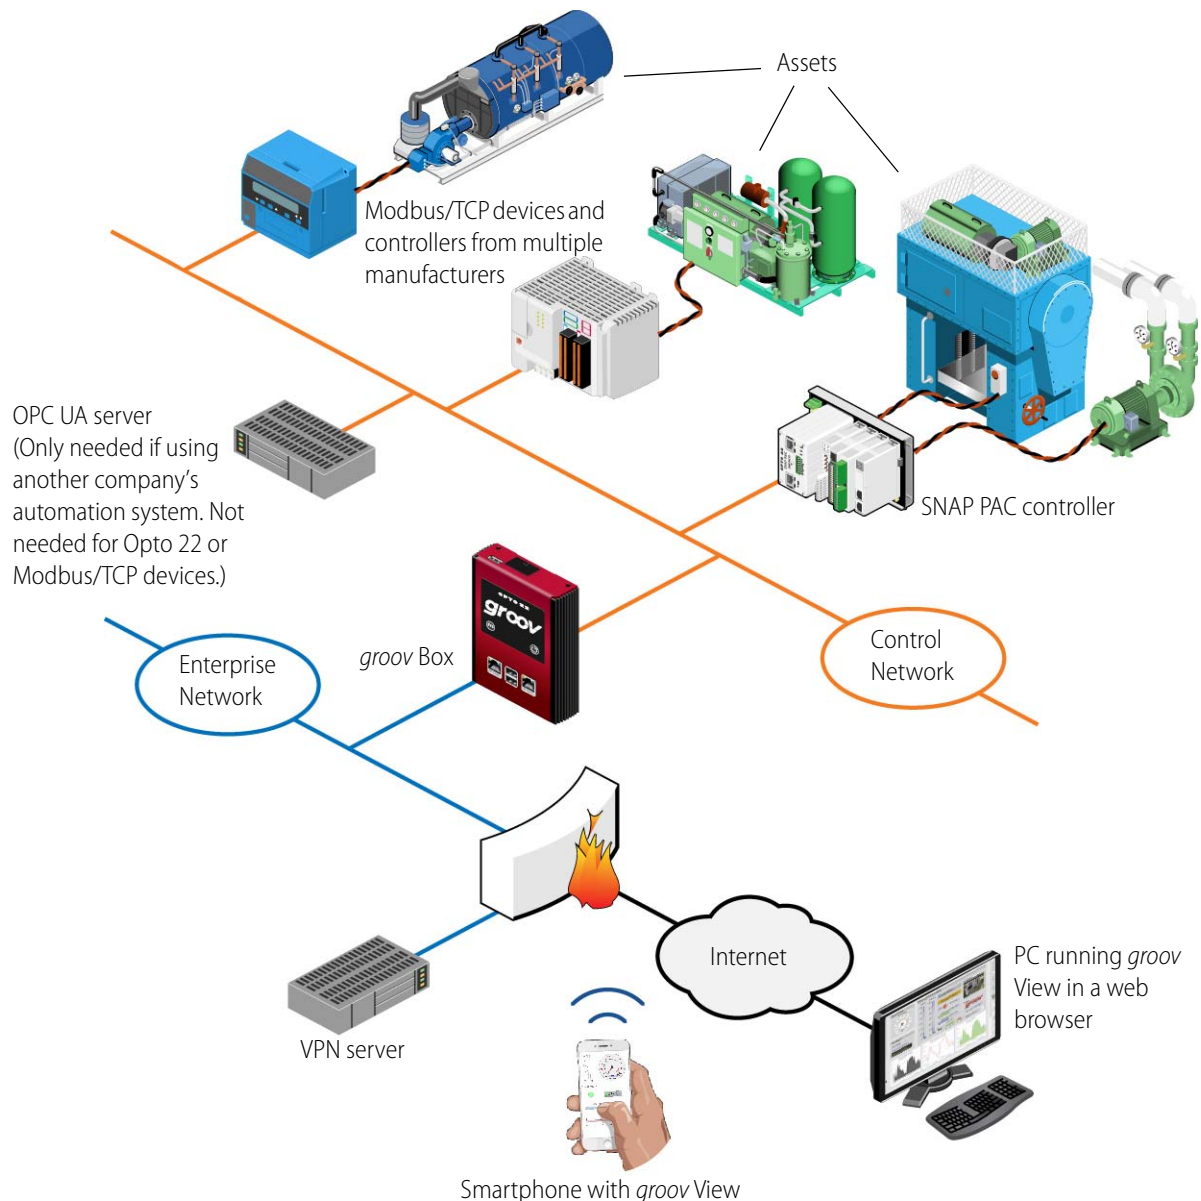 Assets
Modbus/TCP devices and
controllers from multiple
manufacturers
OPC UA server
(Only needed if using
another company's
automation system. Not
needed for Opto 22 or
Modbus/TCP devices.)
SNAP PAC controller
OPTO 22
groov
groov Box
Enterprise
Network
Control
Network
Internet
PC running groov
View in a web
browser
VPN server
Smartphone with groov View